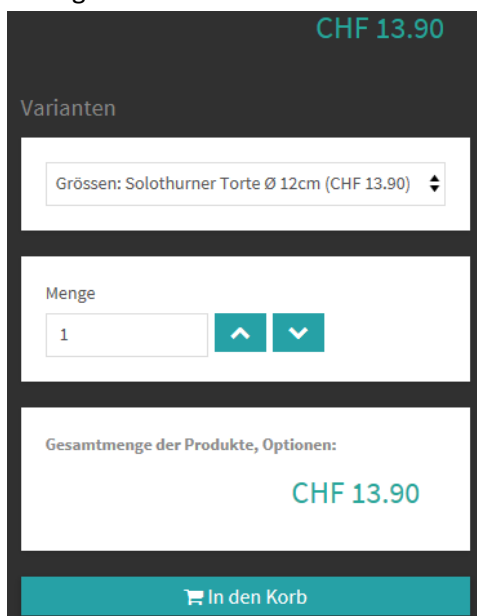 CHF 13.90
Varianten
Grössen: Solothurner Torte Ø 12cm (CHF 13.90)
Menge
1
Gesamtmenge der Produkte, Optionen:
CHF 13.90
In den Korb